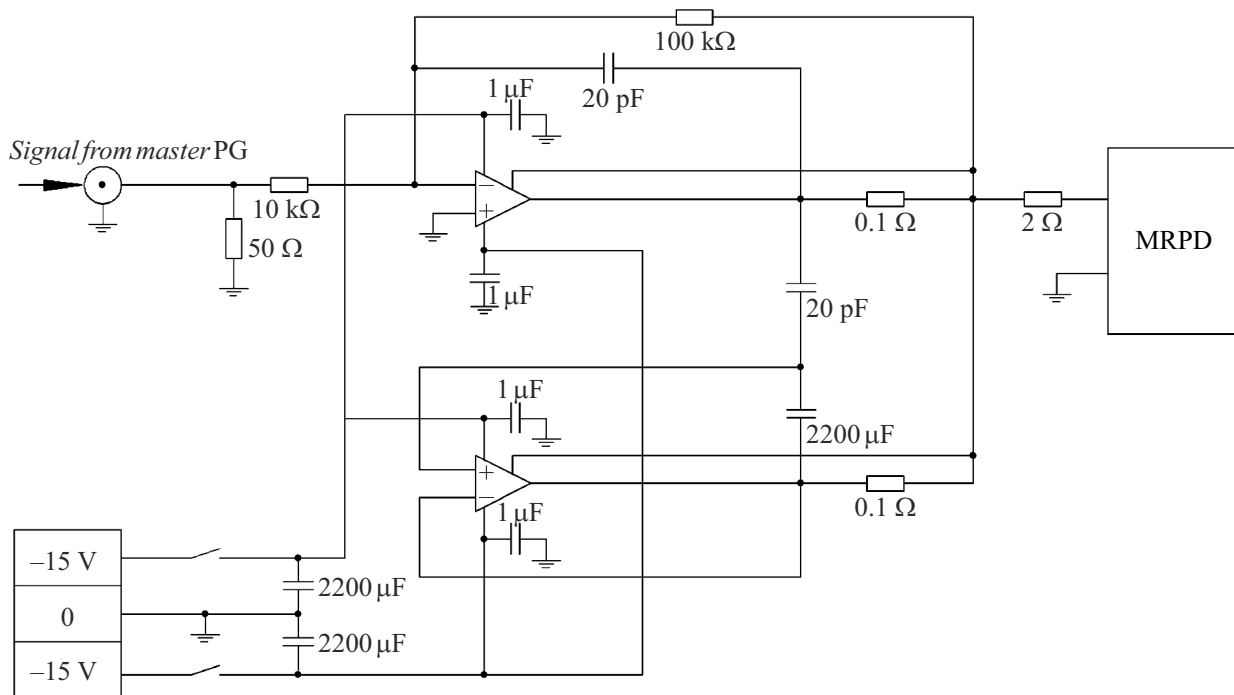 100 kΩ
20 pF
1 μF
Signal from master PG
10 kΩ
50 Ω
−
+
1 μF
0.1 Ω
2 Ω
MRPD
20 pF
1 μF
2200 μF
+
−
1 μF
0.1 Ω
–15 V
0
–15 V
2200 μF
2200 μF